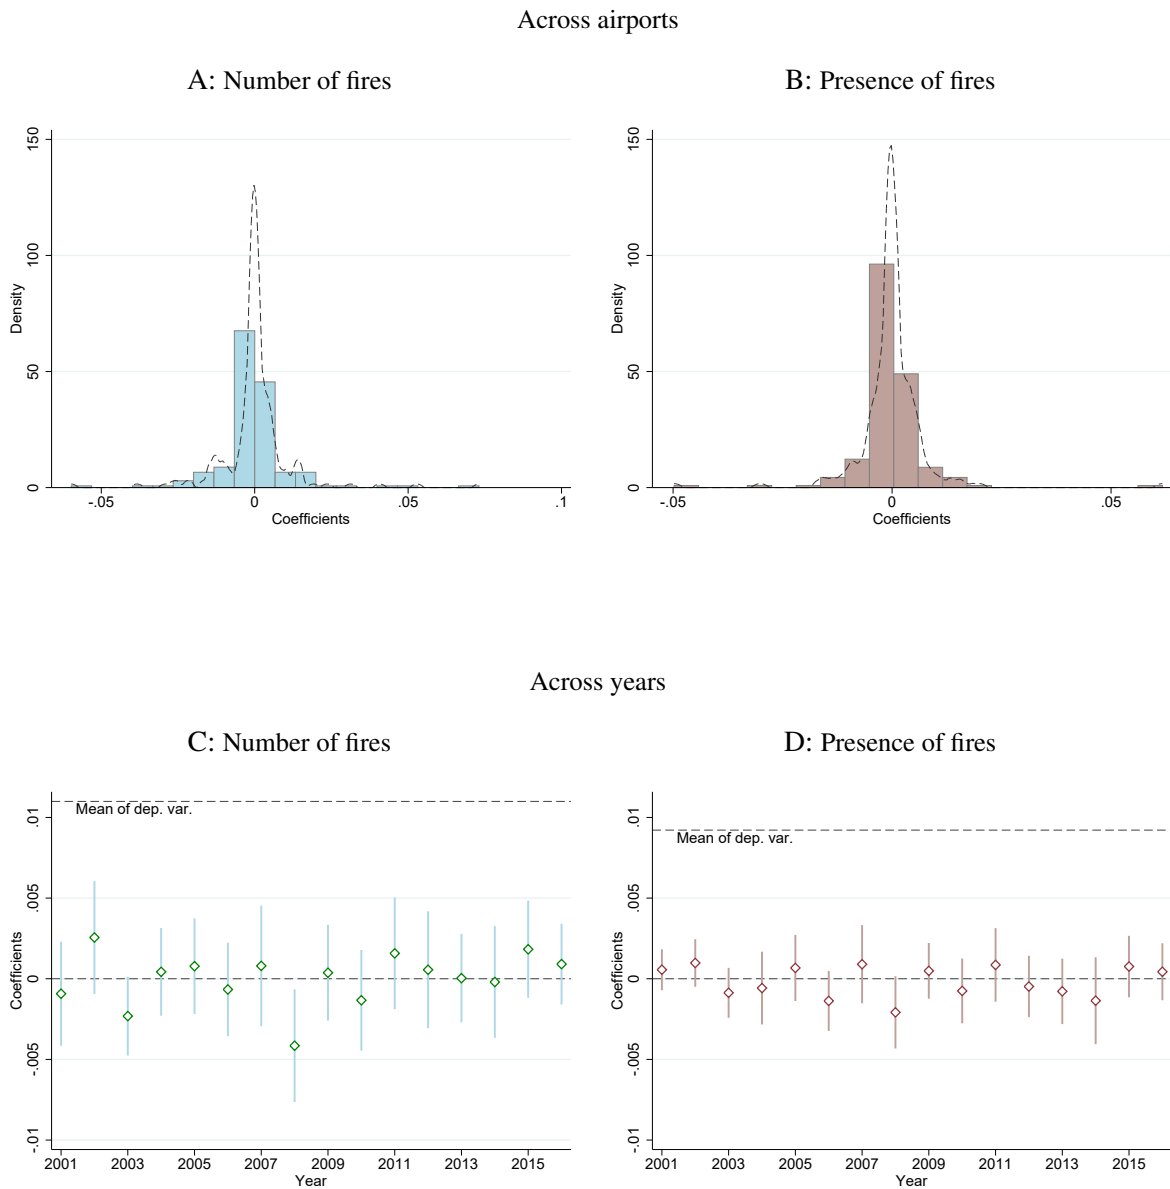 Across airports
A: Number of fires
B: Presence of fires
150
100
50
0
Density
-.05
0
.05
.1
Coefficients
150
100
50
0
Density
-.05
0
.05
Coefficients
Across years
C: Number of fires
D: Presence of fires
.01
.005
0
-.005
-.01
Coefficients
Mean of dep. var.
2001
2003
2005
2007
2009
2011
2013
2015
Year
.01
.005
0
-.005
-.01
Coefficients
Mean of dep. var.
2001
2003
2005
2007
2009
2011
2013
2015
Year